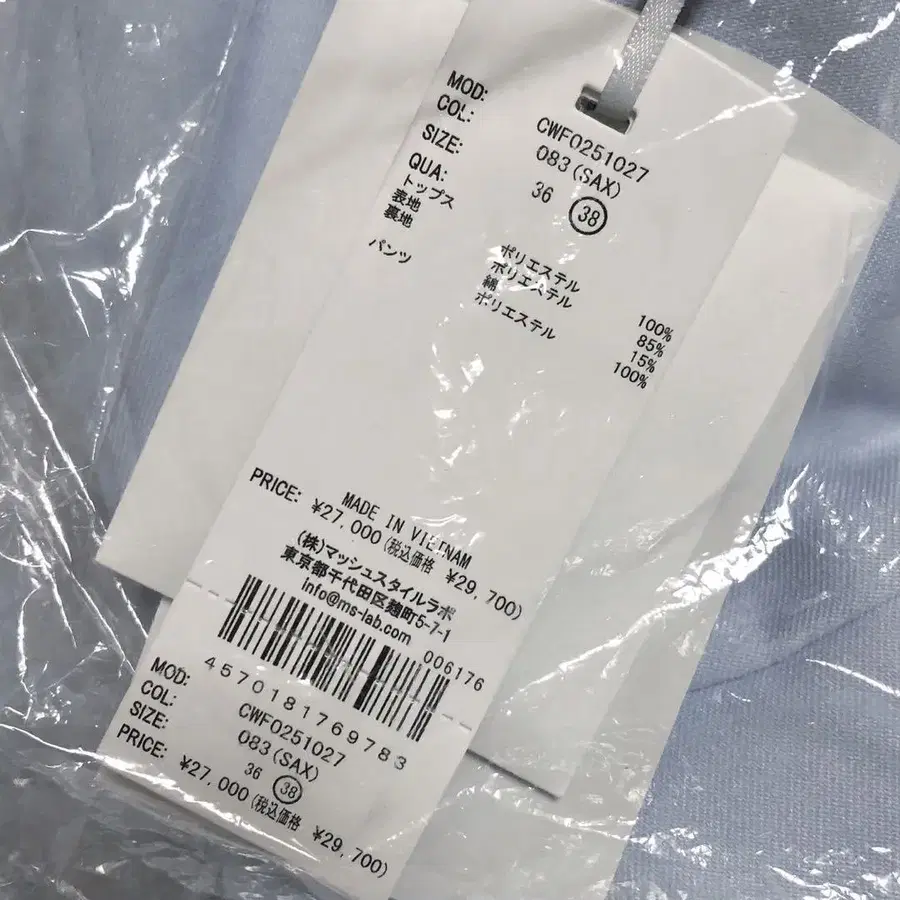 MOD: CWF0251027
COL: 083(SAX)
SIZE: 36 38
QUA:
トップス
表地 ポリエステル 100%
裏地 ポリエステル 85%
綿 15%
パンツ ポリエステル 100%
MADE IN VIETNAM
PRICE: ¥27,000(税込価格 ¥29,700)
(株)マッシュスタイルラボ
東京都千代田区麹町5-7-1
info@ms-lab.com
006176
4570181769783
MOD: CWF0251027
COL: 083(SAX)
SIZE: 36 38
PRICE: ¥27,000(税込価格 ¥29,700)